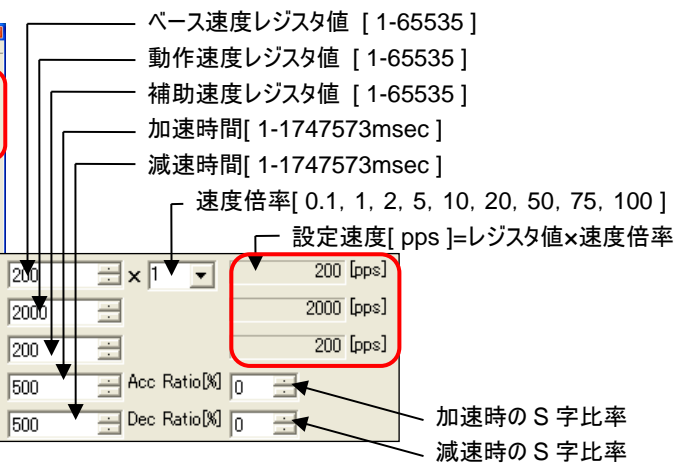 ベース速度レジスタ値 [ 1-65535 ]
動作速度レジスタ値 [ 1-65535 ]
補助速度レジスタ値 [ 1-65535 ]
加速時間[ 1-1747573msec ]
減速時間[ 1-1747573msec ]
速度倍率[ 0.1, 1, 2, 5, 10, 20, 50, 75, 100 ]
設定速度[ pps ]=レジスタ値×速度倍率
200 × 1 200 [pps]
2000 2000 [pps]
200 200 [pps]
500 Acc Ratio[%] 0
500 Dec Ratio[%] 0
加速時の S 字比率
減速時の S 字比率